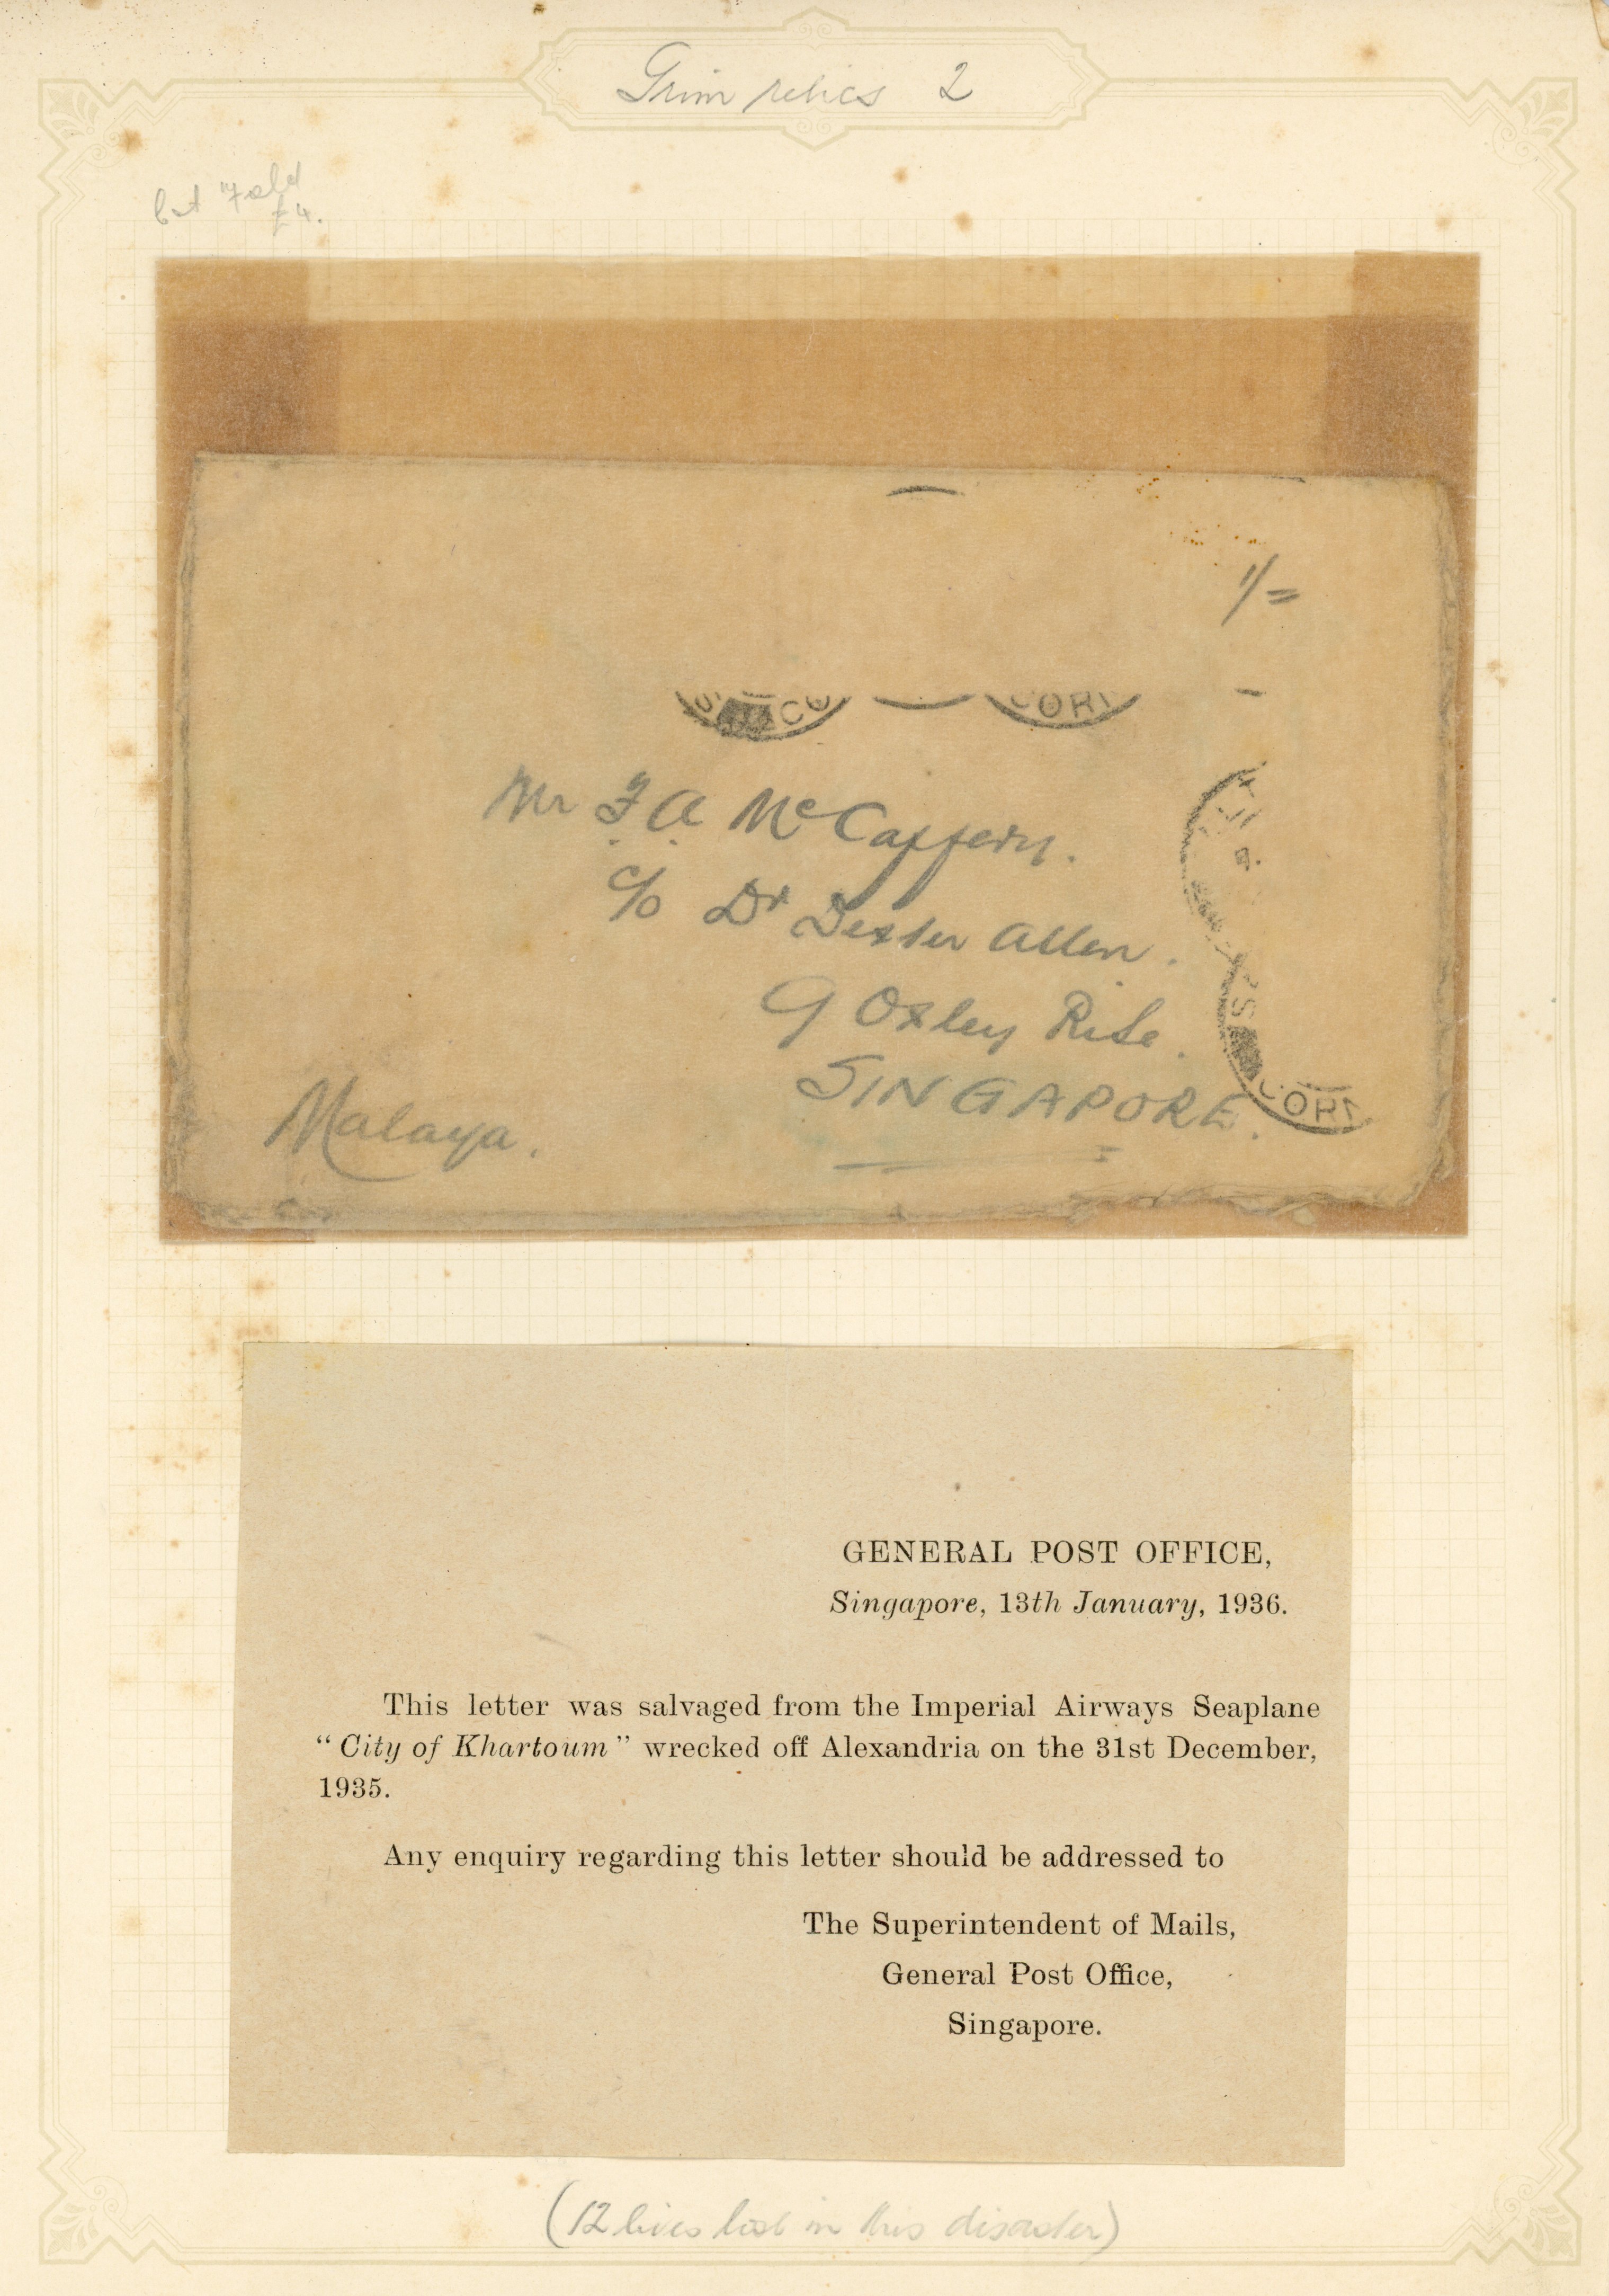 Grim relics 2
£4.
1/=
CORK
Mr F. A. McCaffery.
c/o Dr Dexter Allen.
9 Oxley Rise.
SINGAPORE.
Malaya.
GENERAL POST OFFICE,
Singapore, 13th January, 1936.
This letter was salvaged from the Imperial Airways Seaplane
“City of Khartoum” wrecked off Alexandria on the 31st December,
1935.
Any enquiry regarding this letter should be addressed to
The Superintendent of Mails,
General Post Office,
Singapore.
(12 lives lost in this disaster)